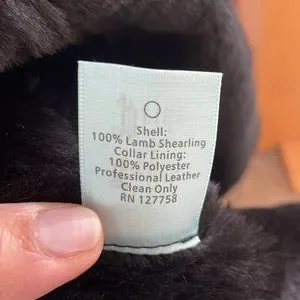 Shell:
100% Lamb Shearling
Collar Lining:
100% Polyester
Professional Leather
Clean Only
RN 127758